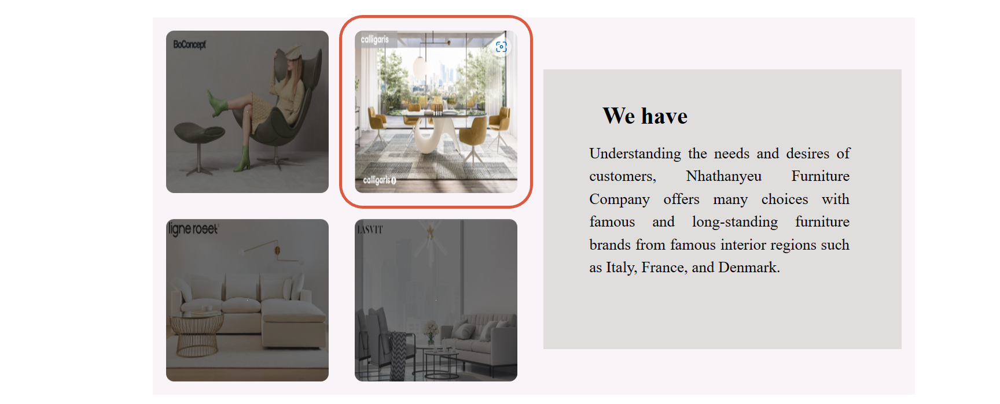 BoConcept
calligaris
calligaris
ligne roset
LASVIT
We have
Understanding the needs and desires of
customers, Nhathanyeu Furniture
Company offers many choices with
famous and long-standing furniture
brands from famous interior regions such
as Italy, France, and Denmark.